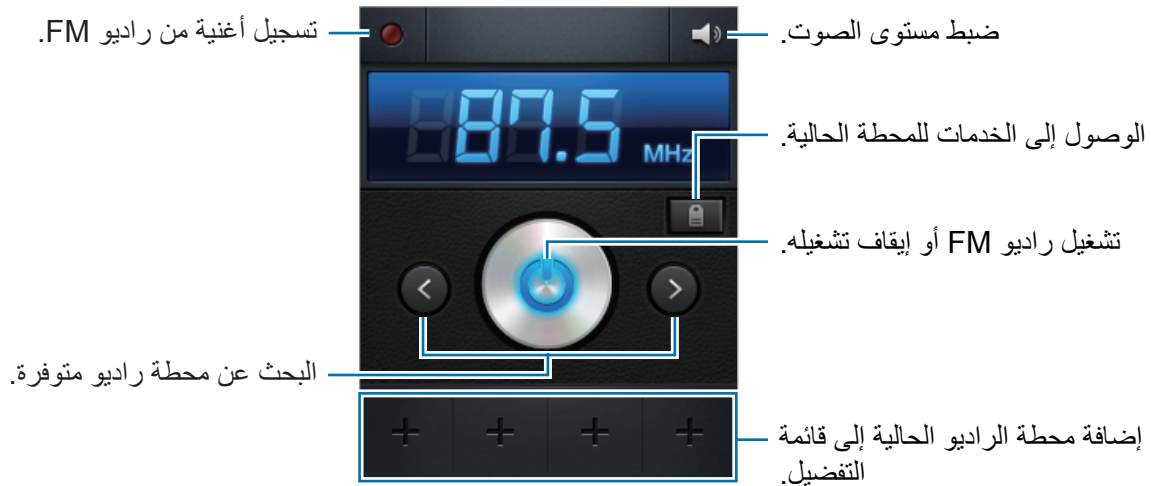 تسجيل أغنية من راديو FM.
ضبط مستوى الصوت.
87.5 MHz
الوصول إلى الخدمات للمحطة الحالية.
تشغيل راديو FM أو إيقاف تشغيله.
البحث عن محطة راديو متوفرة.
إضافة محطة الراديو الحالية إلى قائمة
التفضيل.